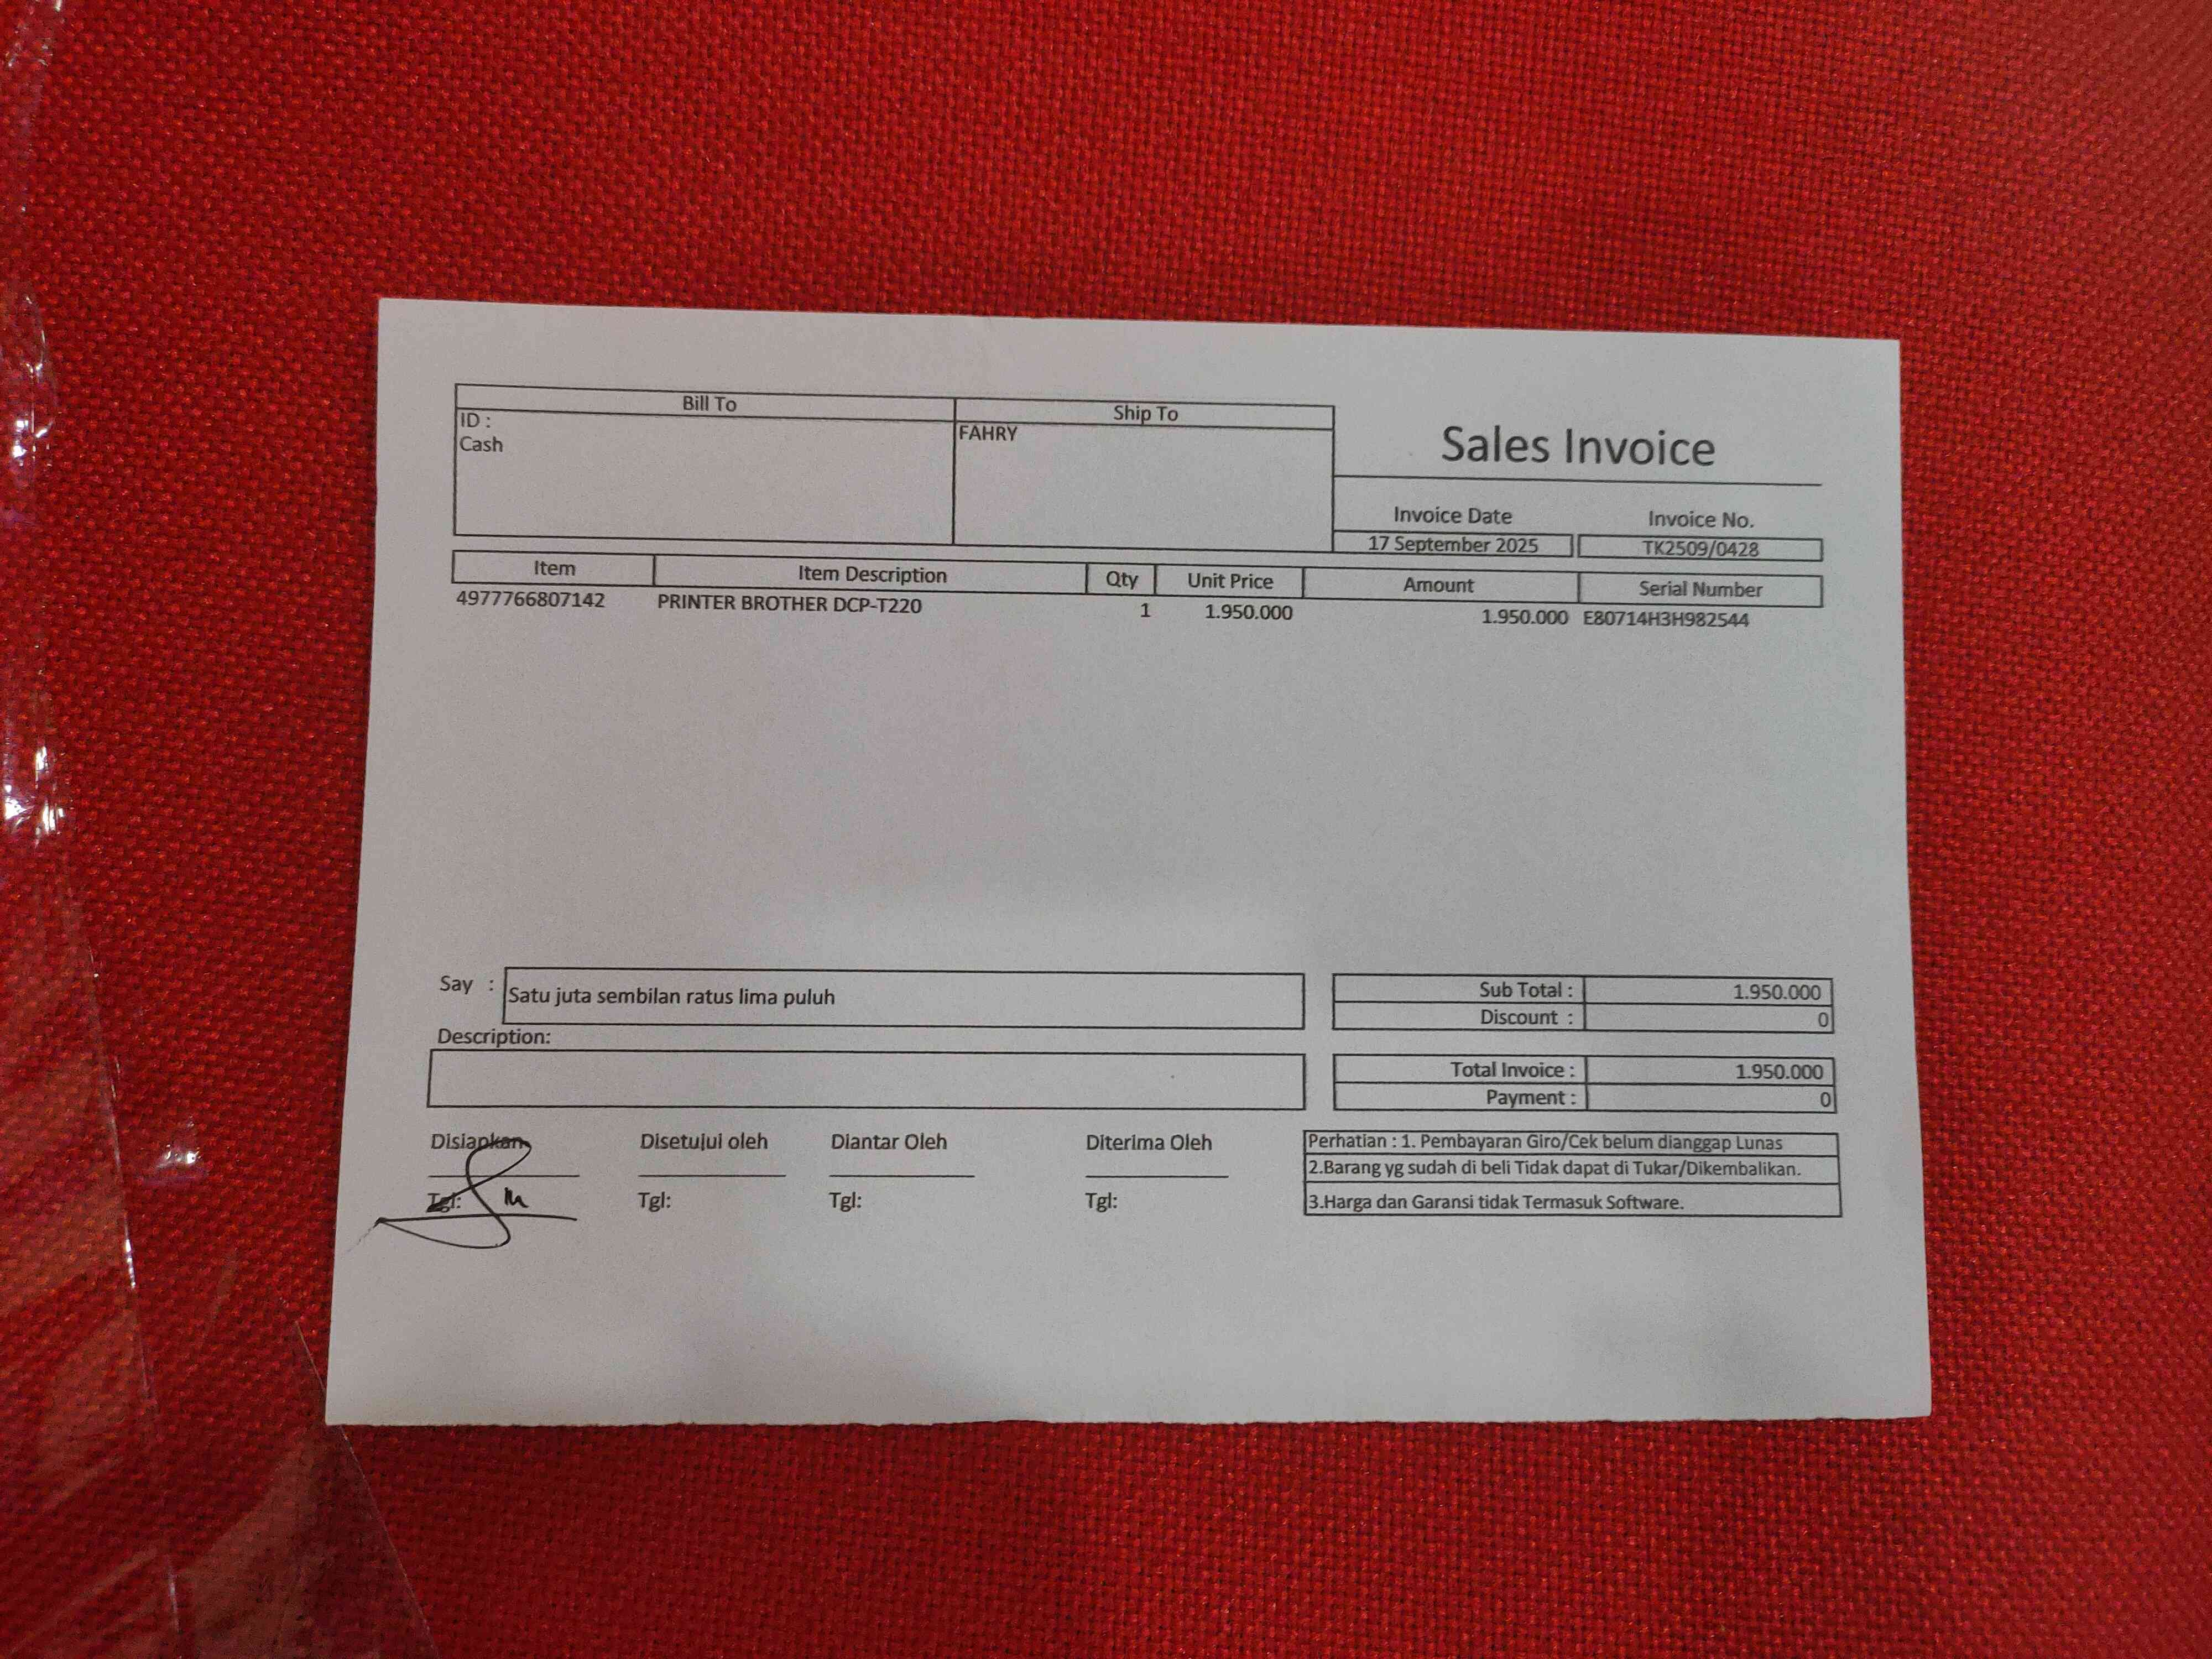 Bill To Ship To
ID :
Cash
FAHRY
Sales Invoice
Invoice Date Invoice No.
17 September 2025 TK2509/0428
Item Item Description Qty Unit Price Amount Serial Number
4977766807142 PRINTER BROTHER DCP-T220 1 1.950.000 1.950.000 E80714H3H982544
Say : Satu juta sembilan ratus lima puluh
Sub Total : 1.950.000
Discount : 0
Description:
Total Invoice : 1.950.000
Payment : 0
Disiapkan Disetujui oleh Diantar Oleh Diterima Oleh
Tgl: Tgl: Tgl: Tgl:
Perhatian : 1. Pembayaran Giro/Cek belum dianggap Lunas
2.Barang yg sudah di beli Tidak dapat di Tukar/Dikembalikan.
3.Harga dan Garansi tidak Termasuk Software.